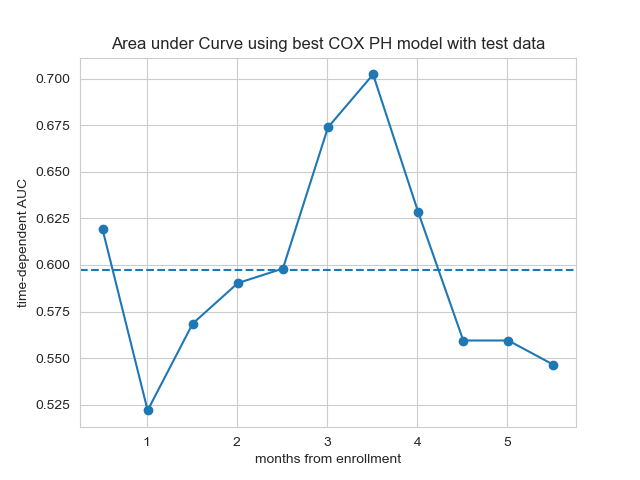 Area under Curve using best COX PH model with test data
time-dependent AUC
0.700
0.675
0.650
0.625
0.600
0.575
0.550
0.525
1 2 3 4 5
months from enrollment